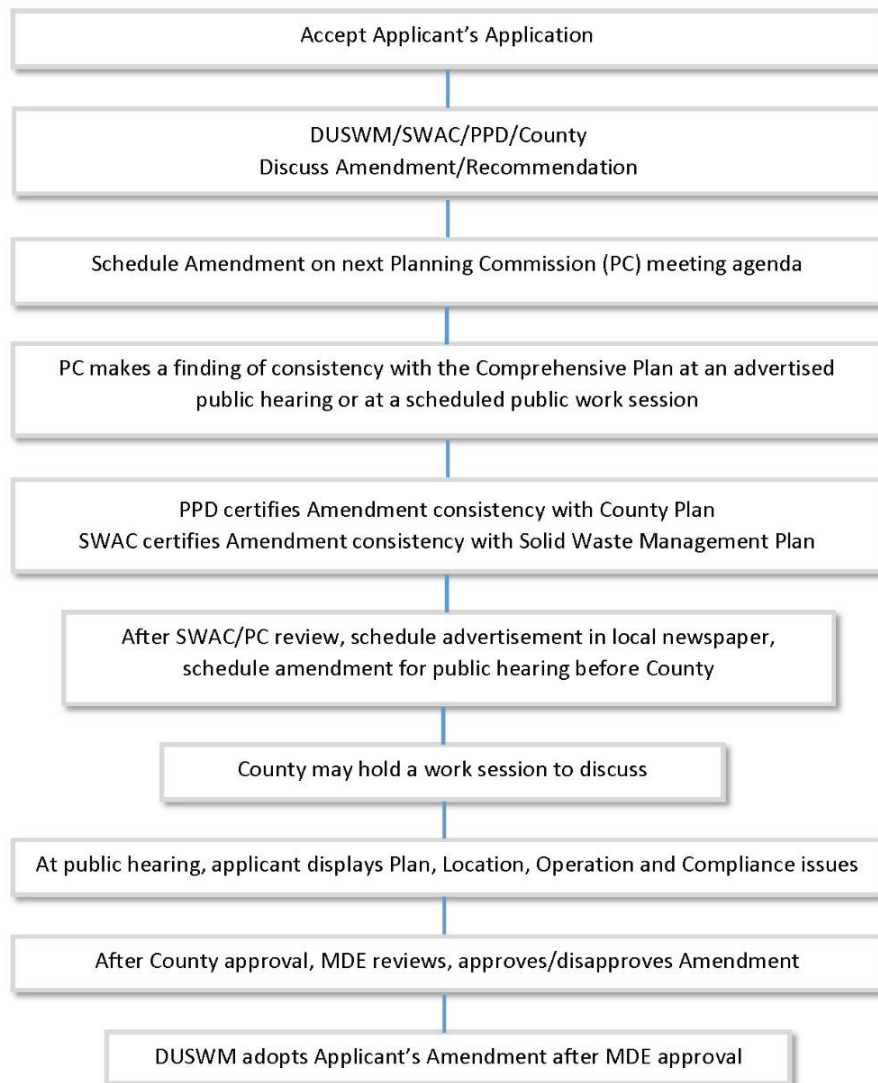 Accept Applicant’s Application
DUSWM/SWAC/PPD/County
Discuss Amendment/Recommendation
Schedule Amendment on next Planning Commission (PC) meeting agenda
PC makes a finding of consistency with the Comprehensive Plan at an advertised
public hearing or at a scheduled public work session
PPD certifies Amendment consistency with County Plan
SWAC certifies Amendment consistency with Solid Waste Management Plan
After SWAC/PC review, schedule advertisement in local newspaper,
schedule amendment for public hearing before County
County may hold a work session to discuss
At public hearing, applicant displays Plan, Location, Operation and Compliance issues
After County approval, MDE reviews, approves/disapproves Amendment
DUSWM adopts Applicant’s Amendment after MDE approval